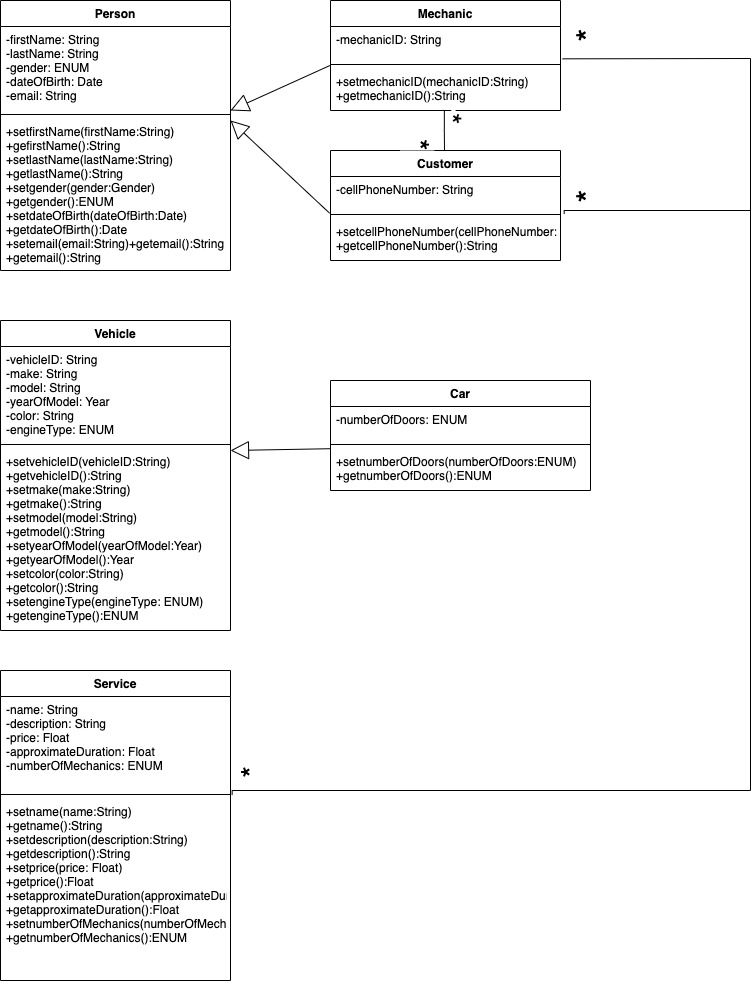 Person
-firstName: String
-lastName: String
-gender: ENUM
-dateOfBirth: Date
-email: String
+setfirstName(firstName:String)
+gefirstName():String
+setlastName(lastName:String)
+getlastName():String
+setgender(gender:Gender)
+getgender():ENUM
+setdateOfBirth(dateOfBirth:Date)
+getdateOfBirth():Date
+setemail(email:String)+getemail():String
+getemail():String
Mechanic
-mechanicID: String
+setmechanicID(mechanicID:String)
+getmechanicID():String
*
*
*
Customer
-cellPhoneNumber: String
+setcellPhoneNumber(cellPhoneNumber:
+getcellPhoneNumber():String
*
Vehicle
-vehicleID: String
-make: String
-model: String
-yearOfModel: Year
-color: String
-engineType: ENUM
+setvehicleID(vehicleID:String)
+getvehicleID():String
+setmake(make:String)
+getmake():String
+setmodel(model:String)
+getmodel():String
+setyearOfModel(yearOfModel:Year)
+getyearOfModel():Year
+setcolor(color:String)
+getcolor():String
+setengineType(engineType: ENUM)
+getengineType():ENUM
Car
-numberOfDoors: ENUM
+setnumberOfDoors(numberOfDoors:ENUM)
+getnumberOfDoors():ENUM
Service
-name: String
-description: String
-price: Float
-approximateDuration: Float
-numberOfMechanics: ENUM
*
+setname(name:String)
+getname():String
+setdescription(description:String)
+getdescription():String
+setprice(price: Float)
+getprice():Float
+setapproximateDuration(approximateDu
+getapproximateDuration():Float
+setnumberOfMechanics(numberOfMech
+getnumberOfMechanics():ENUM